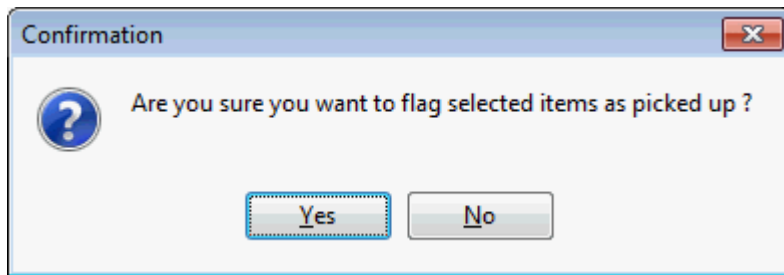 Confirmation
Are you sure you want to flag selected items as picked up ?
Yes
No